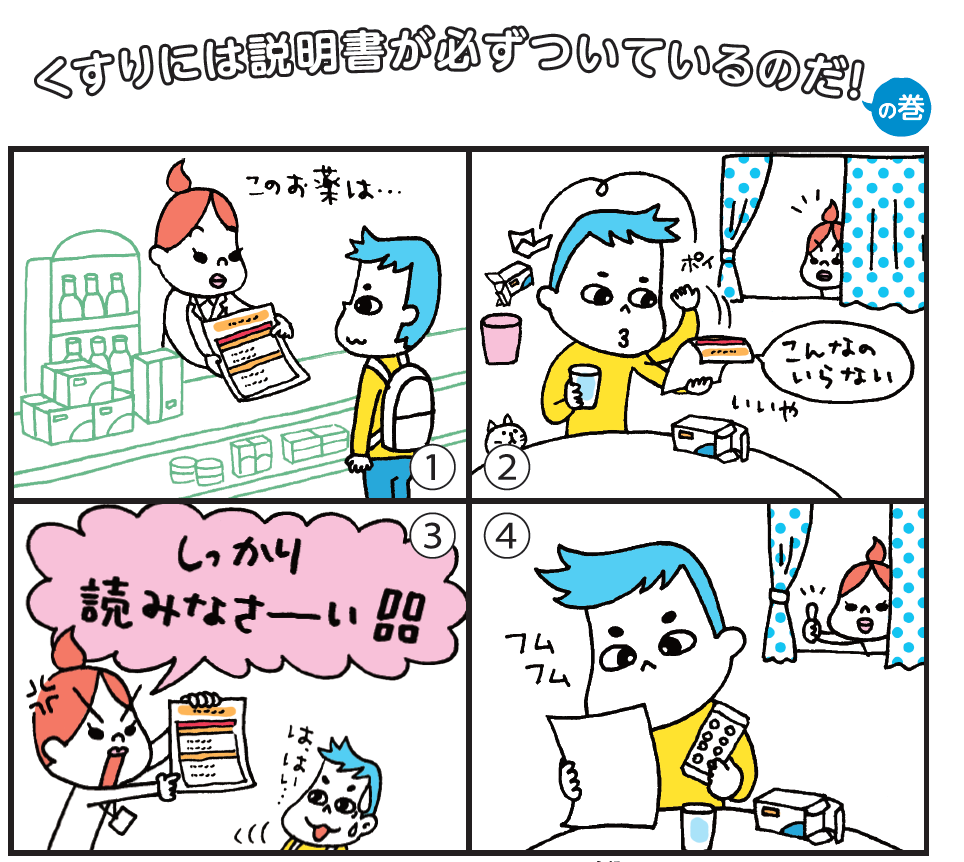 くすりには説明書が必ずついているのだ!
の巻
このお薬は…
①
ポイ
こんなの
いらない
いいや
②
③
しっかり
読みなさーい!!
は、はーい…
④
フム
フム